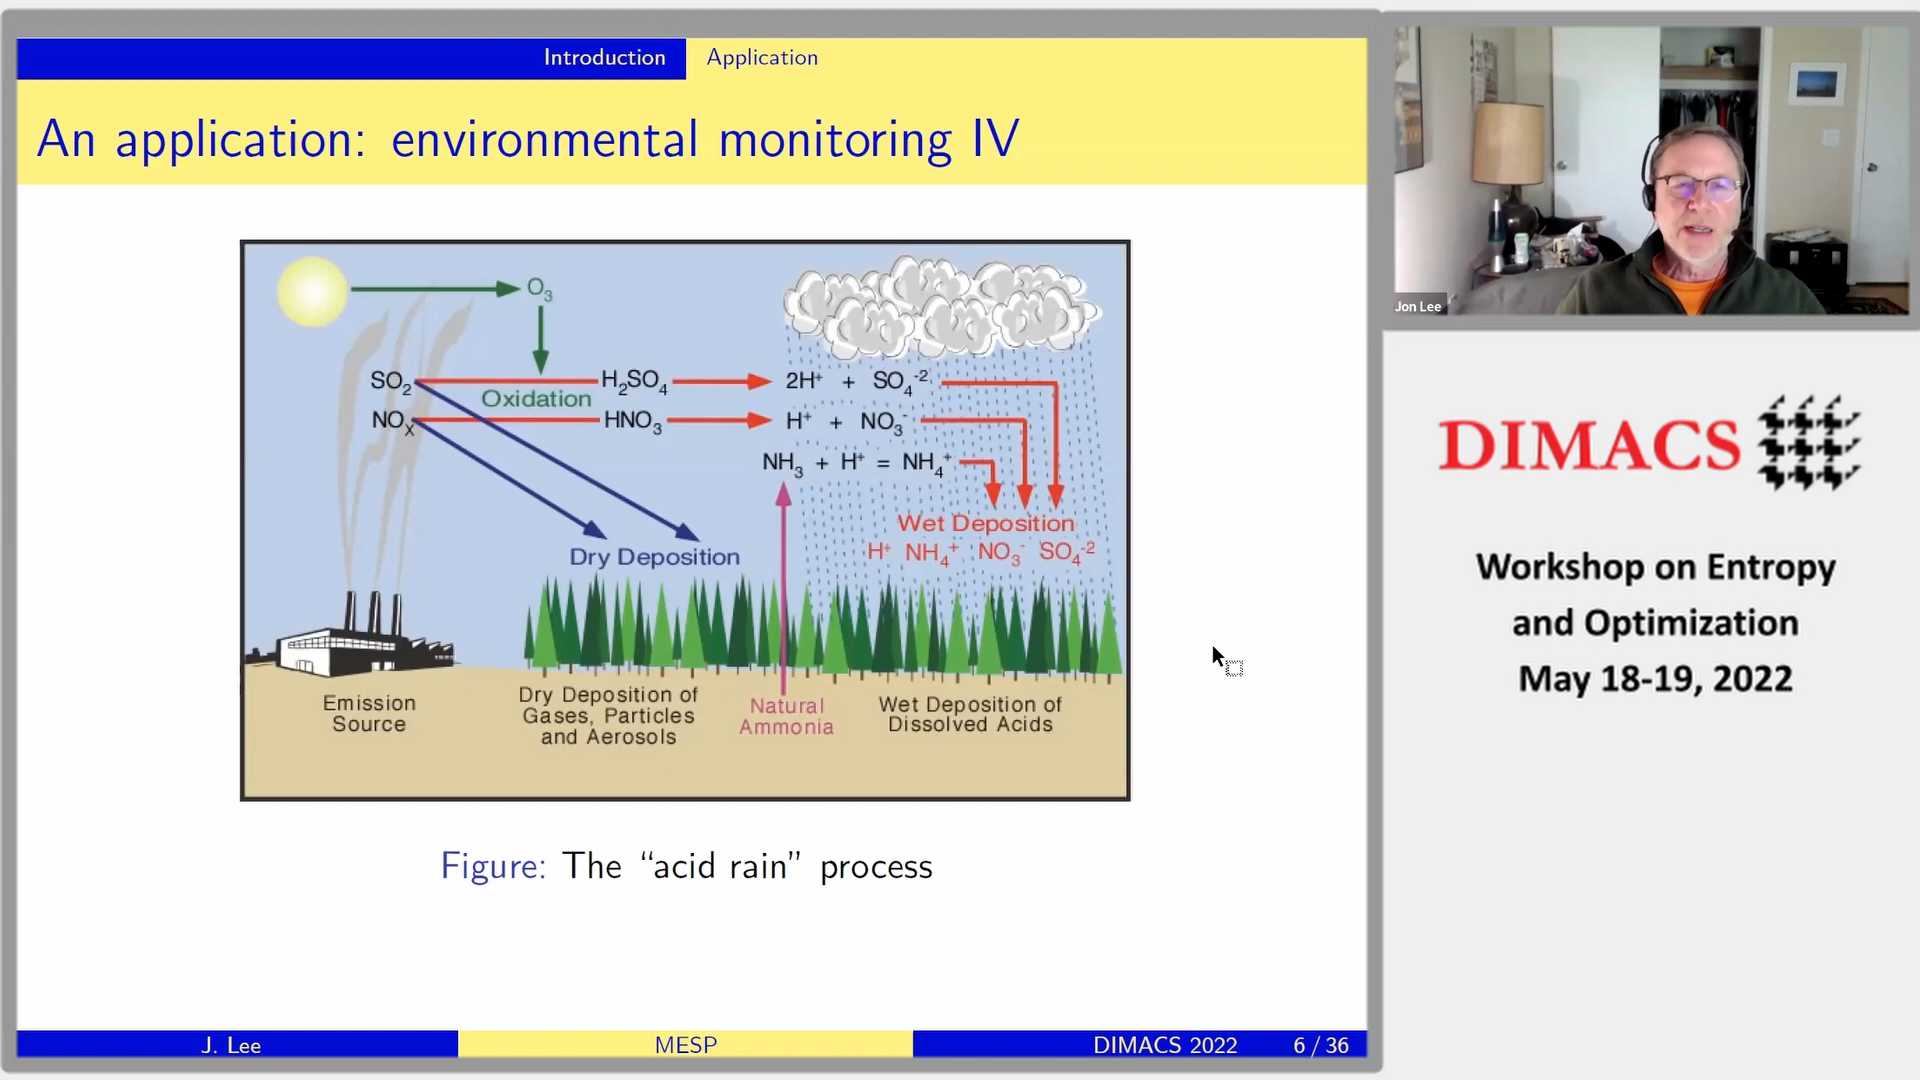 Introduction Application
An application: environmental monitoring IV
O₃
SO₂ H₂SO₄ 2H⁺ + SO₄⁻²
Oxidation
NOₓ HNO₃ H⁺ + NO₃⁻
NH₃ + H⁺ = NH₄⁺
Wet Deposition
H⁺ NH₄⁺ NO₃⁻ SO₄⁻²
Dry Deposition
Emission
Source
Dry Deposition of
Gases, Particles
and Aerosols
Natural
Ammonia
Wet Deposition of
Dissolved Acids
Figure: The “acid rain” process
J. Lee MESP DIMACS 2022 6 / 36
Jon Lee
DIMACS
Workshop on Entropy
and Optimization
May 18-19, 2022